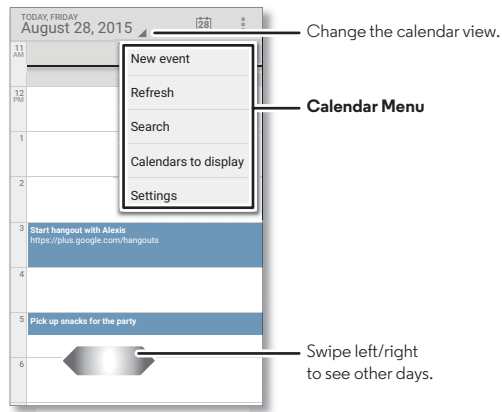 TODAY, FRIDAY
August 28, 2015
28
Change the calendar view.
11
AM
New event
Refresh
Calendar Menu
12
PM
Search
1
Calendars to display
2
Settings
3
Start hangout with Alexis
https://plus.google.com/hangouts
4
5
Pick up snacks for the party
6
Swipe left/right
to see other days.